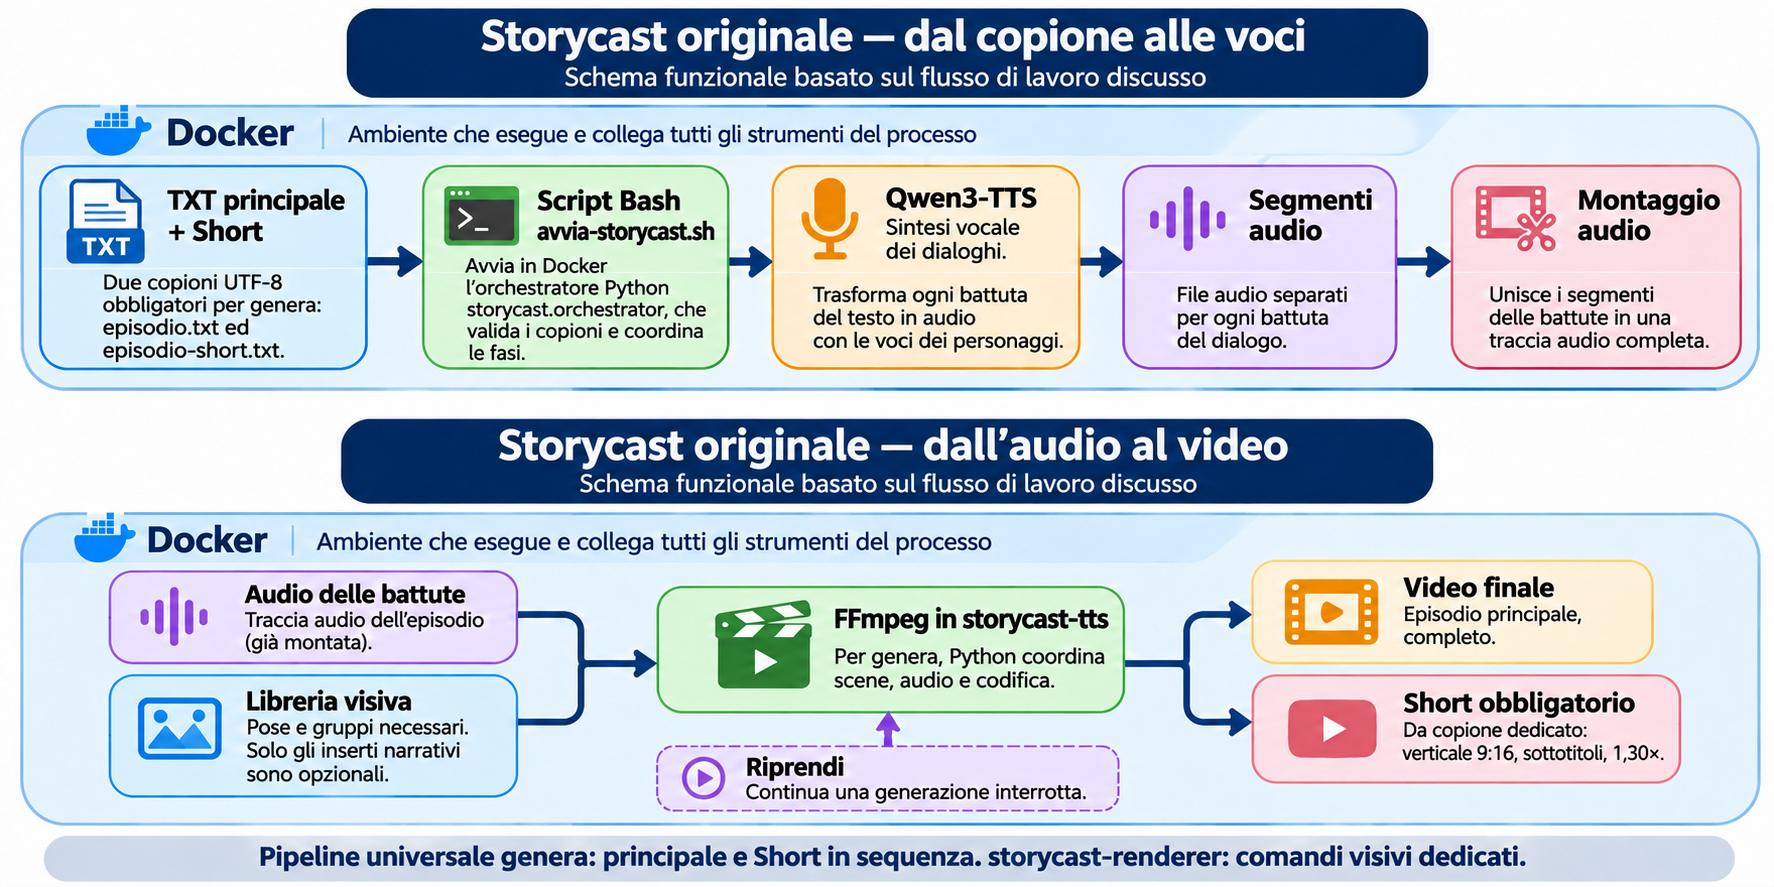 Storycast originale — dal copione alle voci
Schema funzionale basato sul flusso di lavoro discusso
Docker
Ambiente che esegue e collega tutti gli strumenti del processo
TXT
TXT principale
+ Short
Due copioni UTF-8
obbligatori per genera:
episodio.txt ed
episodio-short.txt.
>_
Script Bash
avvia-storycast.sh
Avvia in Docker
l'orchestratore Python
storycast.orchestrator, che
valida i copioni e coordina
le fasi.
Qwen3-TTS
Sintesi vocale
dei dialoghi.
Trasforma ogni battuta
del testo in audio
con le voci dei personaggi.
Segmenti
audio
File audio separati
per ogni battuta
del dialogo.
Montaggio
audio
Unisce i segmenti
delle battute in una
traccia audio completa.
Storycast originale — dall'audio al video
Schema funzionale basato sul flusso di lavoro discusso
Docker
Ambiente che esegue e collega tutti gli strumenti del processo
Audio delle battute
Traccia audio dell'episodio
(già montata).
Libreria visiva
Pose e gruppi necessari.
Solo gli inserti narrativi
sono opzionali.
FFmpeg in storycast-tts
Per genera, Python coordina
scene, audio e codifica.
Riprendi
Continua una generazione interrotta.
Video finale
Episodio principale,
completo.
Short obbligatorio
Da copione dedicato:
verticale 9:16, sottotitoli, 1,30×.
Pipeline universale genera: principale e Short in sequenza. storycast-renderer: comandi visivi dedicati.